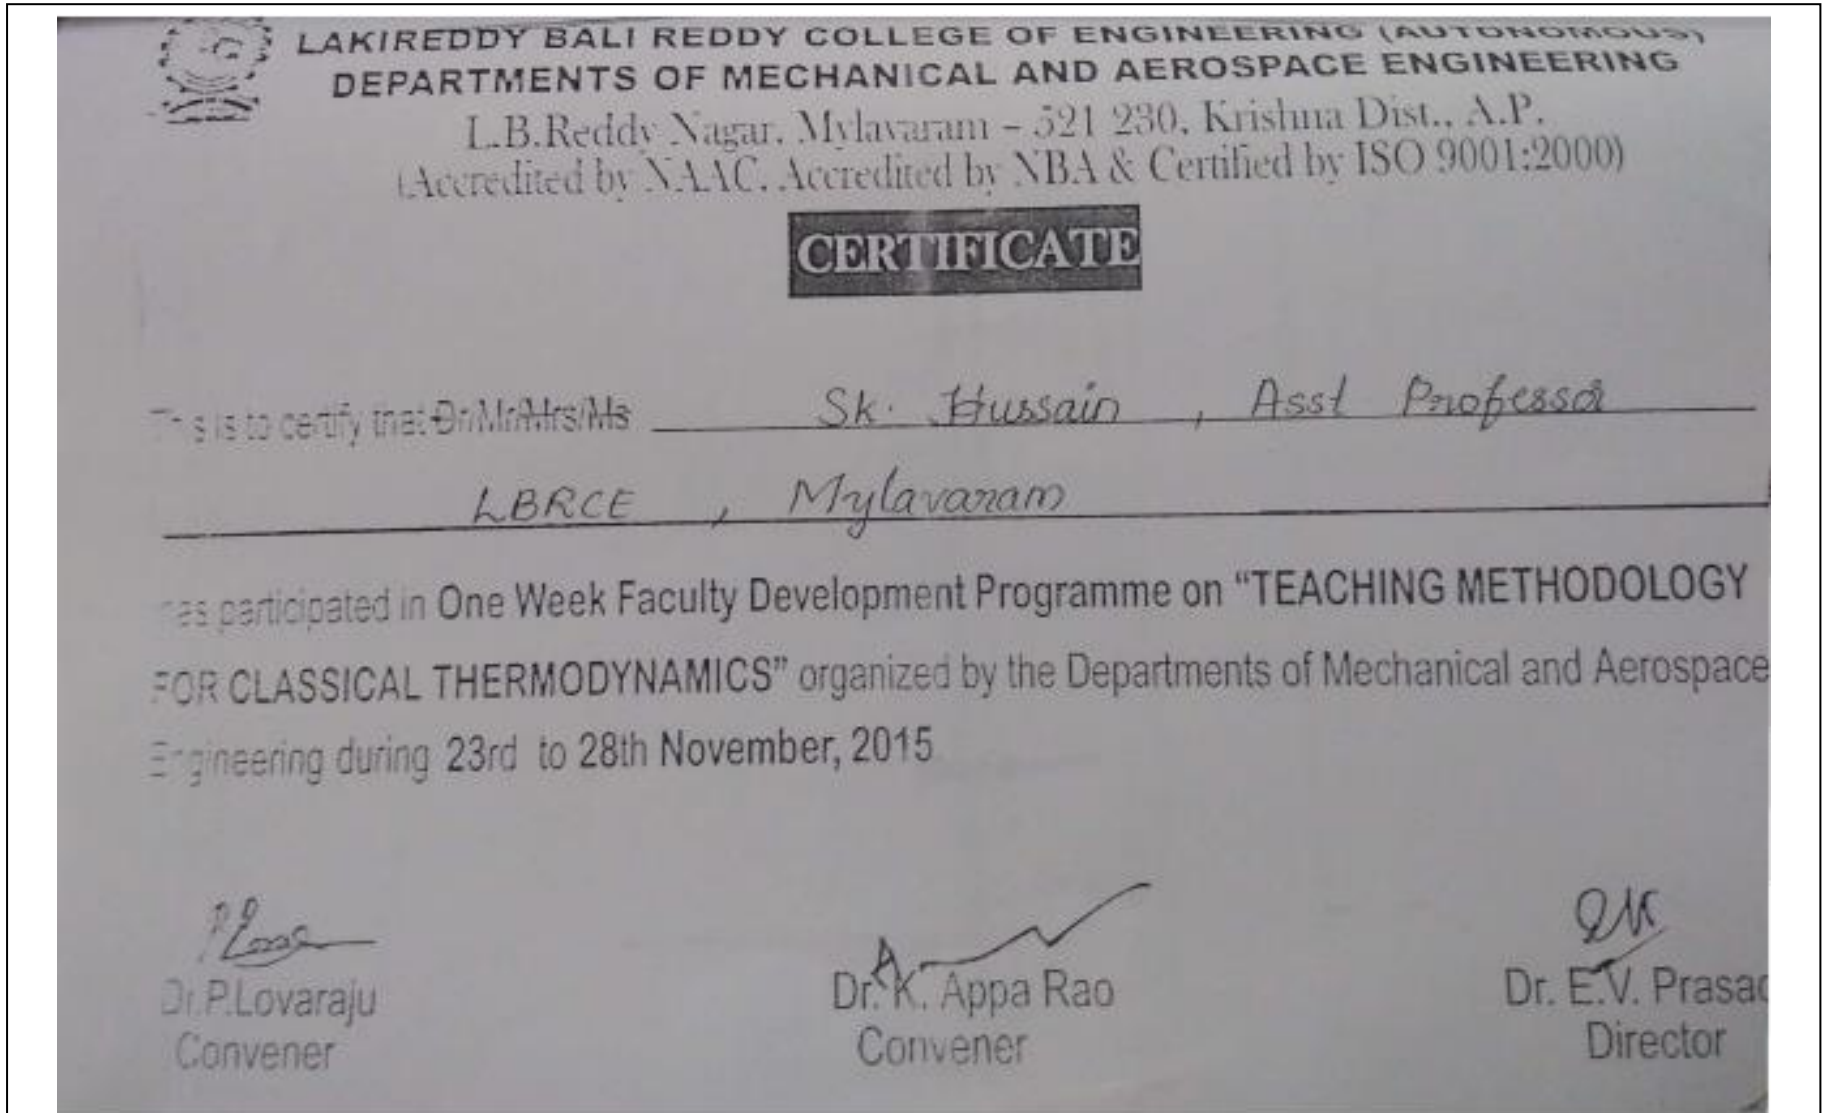 LAKIREDDY BALI REDDY COLLEGE OF ENGINEERING (AUTONOMOUS)
DEPARTMENTS OF MECHANICAL AND AEROSPACE ENGINEERING
L.B.Reddy Nagar, Mylavaram – 521 230, Krishna Dist., A.P.
(Accredited by NAAC, Accredited by NBA & Certified by ISO 9001:2000)
CERTIFICATE
This is to certify that Dr/Mr/Mrs/Ms Sk. Hussain, Asst Professor
LBRCE, Mylavaram
has participated in One Week Faculty Development Programme on “TEACHING METHODOLOGY
FOR CLASSICAL THERMODYNAMICS” organized by the Departments of Mechanical and Aerospace
Engineering during 23rd to 28th November, 2015
Dr.P.Lovaraju Dr. K. Appa Rao Dr. E.V. Prasad
Convener Convener Director